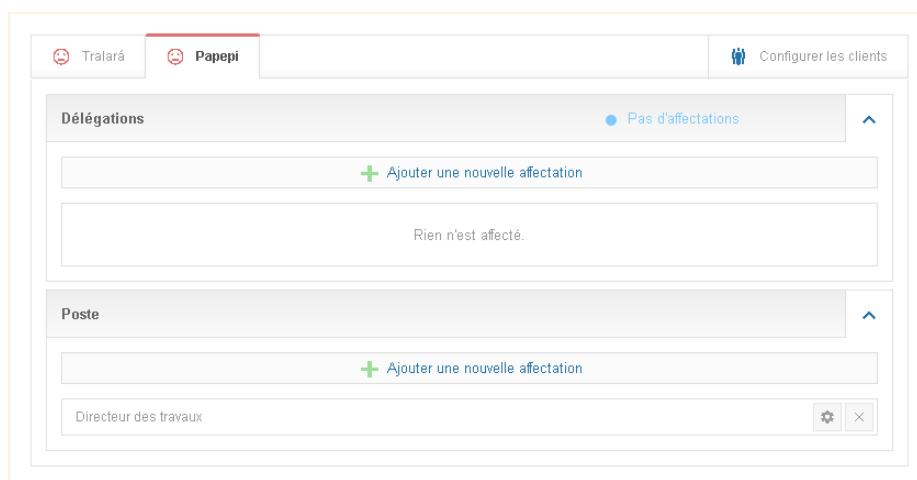 Tralará
Papepi
Configurer les clients
Délégations
Pas d'affectations
Ajouter une nouvelle affectation
Rien n'est affecté.
Poste
Ajouter une nouvelle affectation
Directeur des travaux